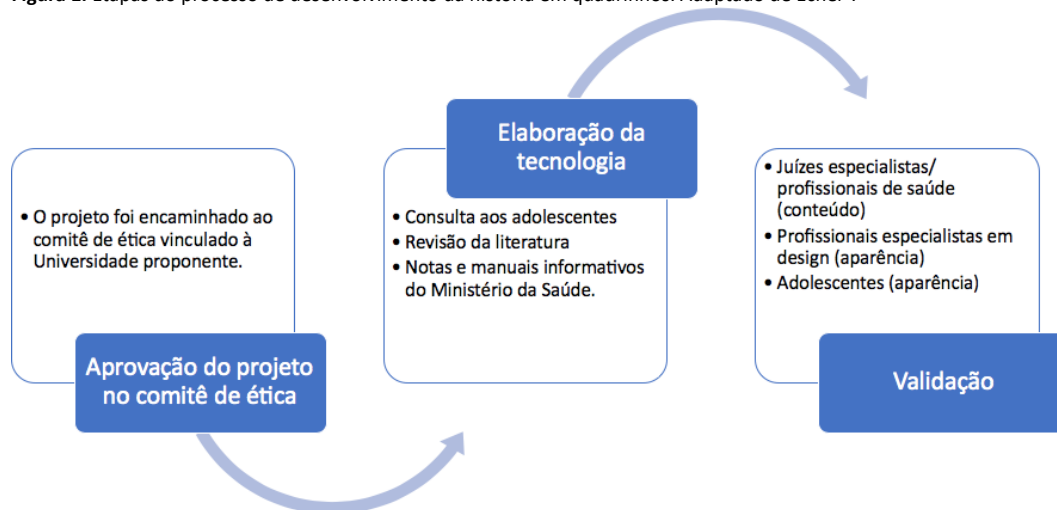 Elaboração da
tecnologia
• O projeto foi encaminhado ao
comitê de ética vinculado à
Universidade proponente.
Aprovação do projeto
no comitê de ética
• Consulta aos adolescentes
• Revisão da literatura
• Notas e manuais informativos
do Ministério da Saúde.
• Juízes especialistas/
profissionais de saúde
(conteúdo)
• Profissionais especialistas em
design (aparência)
• Adolescentes (aparência)
Validação